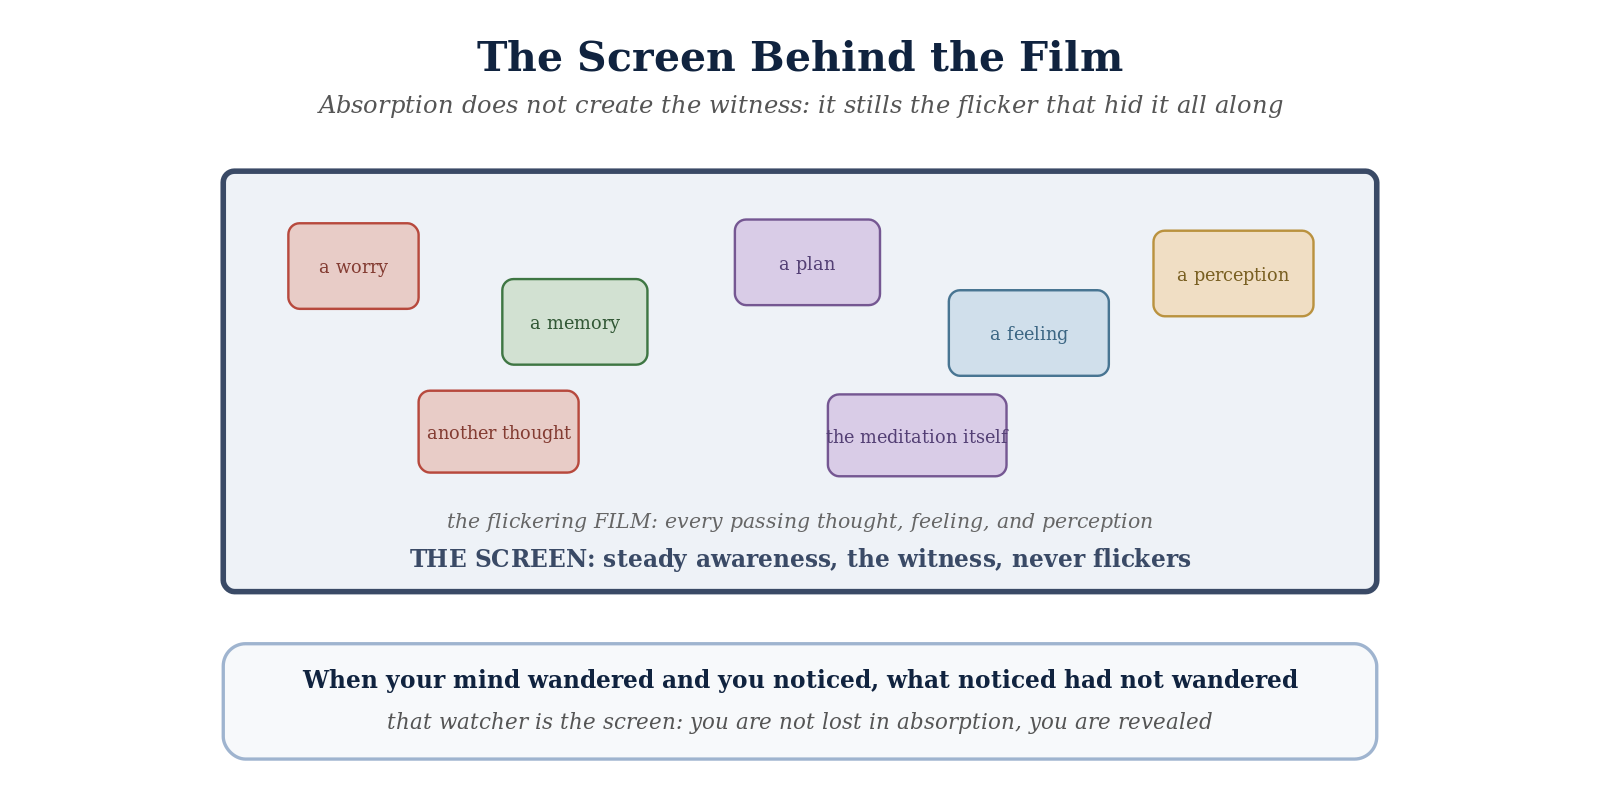 The Screen Behind the Film
Absorption does not create the witness: it stills the flicker that hid it all along
a worry
a memory
a plan
a feeling
a perception
another thought
the meditation itself
the flickering FILM: every passing thought, feeling, and perception
THE SCREEN: steady awareness, the witness, never flickers
When your mind wandered and you noticed, what noticed had not wandered
that watcher is the screen: you are not lost in absorption, you are revealed